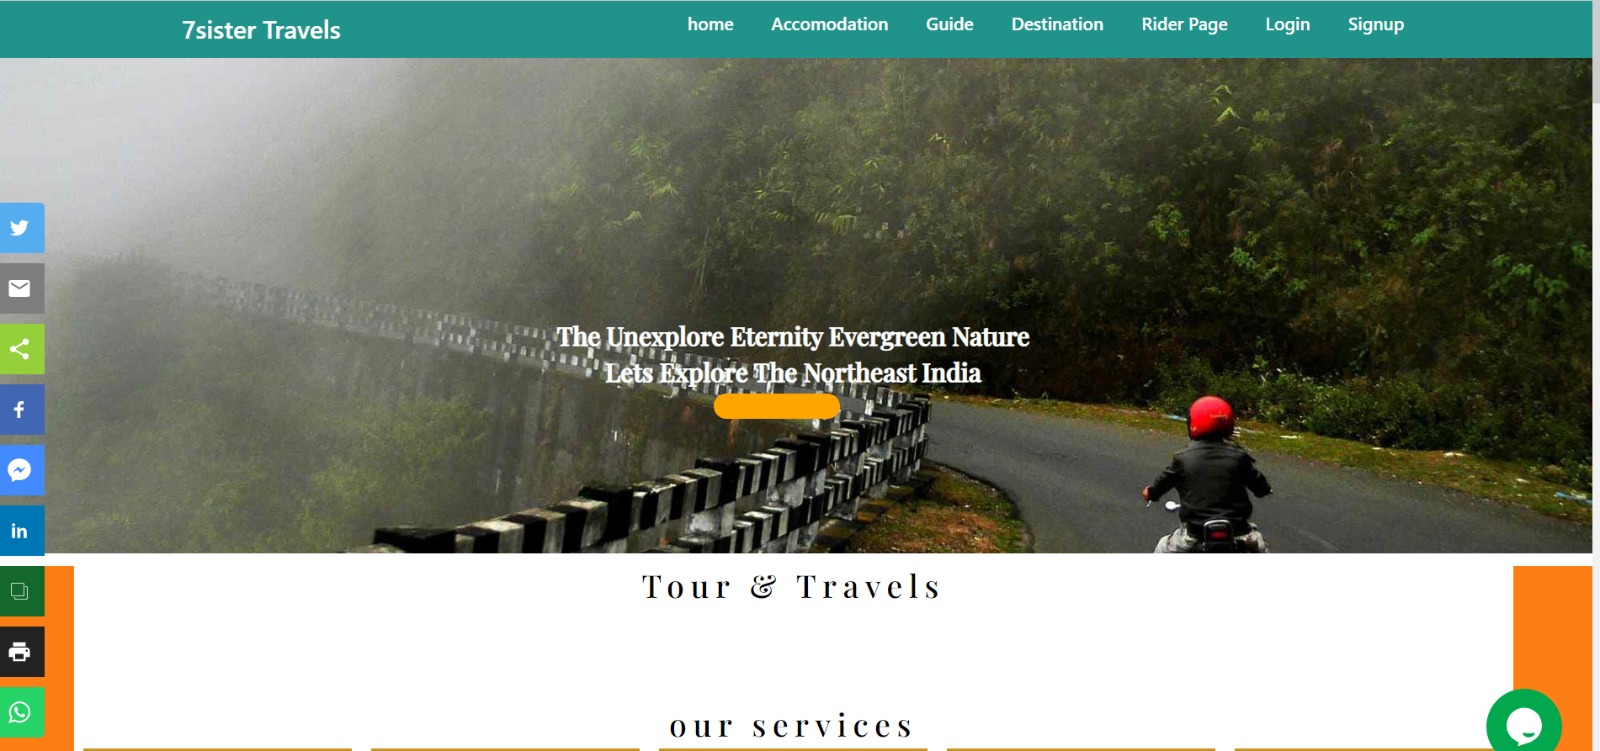 7sister Travels
home Accomodation Guide Destination Rider Page Login Signup
The Unexplore Eternity Evergreen Nature
Lets Explore The Northeast India
Tour & Travels
our services